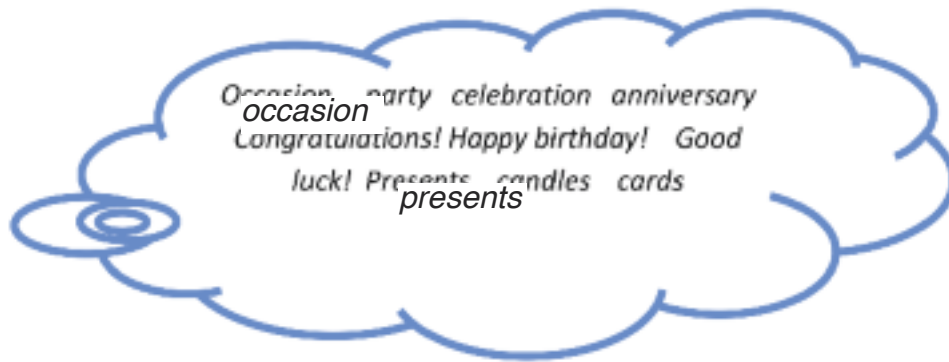 Occasion party celebration anniversary
occasion
Congratulations! Happy birthday! Good
luck! Presents candles cards
presents